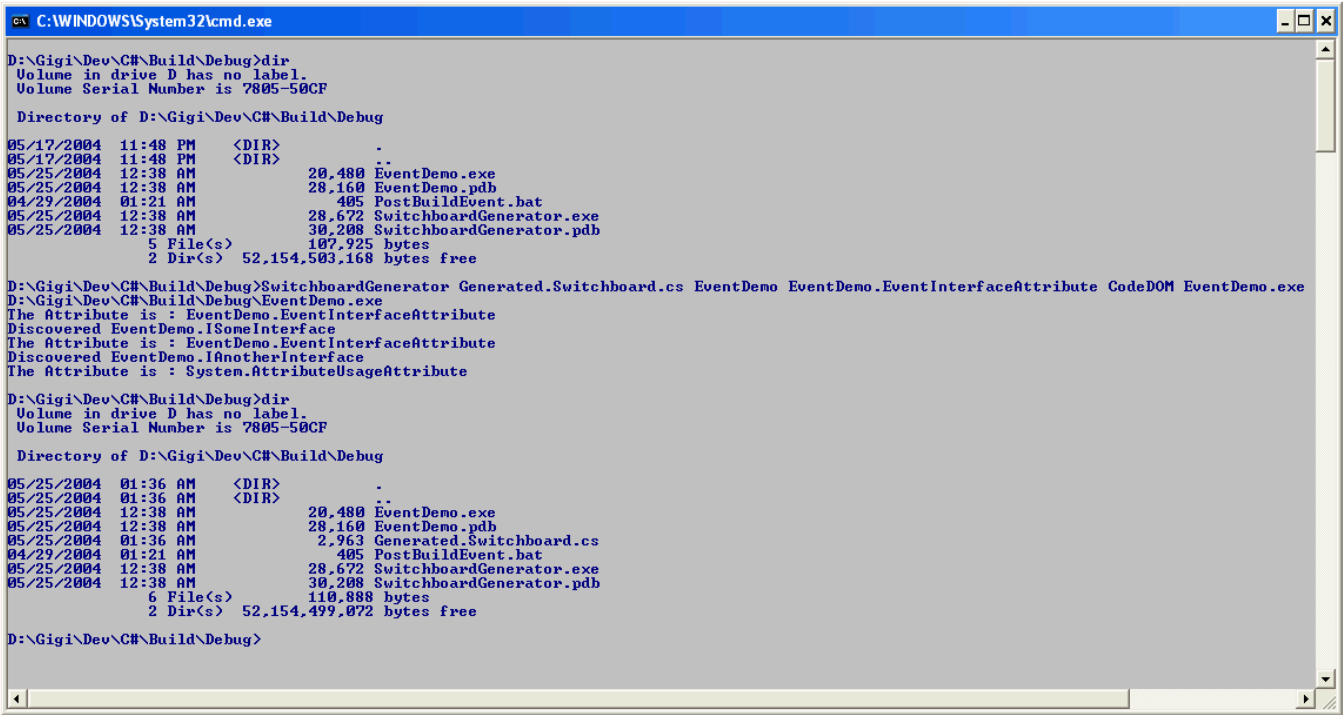 C:\WINDOWS\System32\cmd.exe
D:\Gigi\Dev\C#\Build\Debug>dir
 Volume in drive D has no label.
 Volume Serial Number is 7805-50CF
 Directory of D:\Gigi\Dev\C#\Build\Debug
05/17/2004  11:48 PM    <DIR>          .
05/17/2004  11:48 PM    <DIR>          ..
05/25/2004  12:38 AM            20,480 EventDemo.exe
05/25/2004  12:38 AM            28,160 EventDemo.pdb
04/29/2004  01:21 AM               405 PostBuildEvent.bat
05/25/2004  12:38 AM            28,672 SwitchboardGenerator.exe
05/25/2004  12:38 AM            30,208 SwitchboardGenerator.pdb
               5 File(s)        107,925 bytes
               2 Dir(s)  52,154,503,168 bytes free
D:\Gigi\Dev\C#\Build\Debug>SwitchboardGenerator Generated.Switchboard.cs EventDemo EventDemo.EventInterfaceAttribute CodeDOM EventDemo.exe
D:\Gigi\Dev\C#\Build\Debug\EventDemo.exe
The Attribute is : EventDemo.EventInterfaceAttribute
Discovered EventDemo.ISomeInterface
The Attribute is : EventDemo.EventInterfaceAttribute
Discovered EventDemo.IAnotherInterface
The Attribute is : System.AttributeUsageAttribute
D:\Gigi\Dev\C#\Build\Debug>dir
 Volume in drive D has no label.
 Volume Serial Number is 7805-50CF
 Directory of D:\Gigi\Dev\C#\Build\Debug
05/25/2004  01:36 AM    <DIR>          .
05/25/2004  01:36 AM    <DIR>          ..
05/25/2004  12:38 AM            20,480 EventDemo.exe
05/25/2004  12:38 AM            28,160 EventDemo.pdb
05/25/2004  01:36 AM             2,963 Generated.Switchboard.cs
04/29/2004  01:21 AM               405 PostBuildEvent.bat
05/25/2004  12:38 AM            28,672 SwitchboardGenerator.exe
05/25/2004  12:38 AM            30,208 SwitchboardGenerator.pdb
               6 File(s)        110,888 bytes
               2 Dir(s)  52,154,499,072 bytes free
D:\Gigi\Dev\C#\Build\Debug>